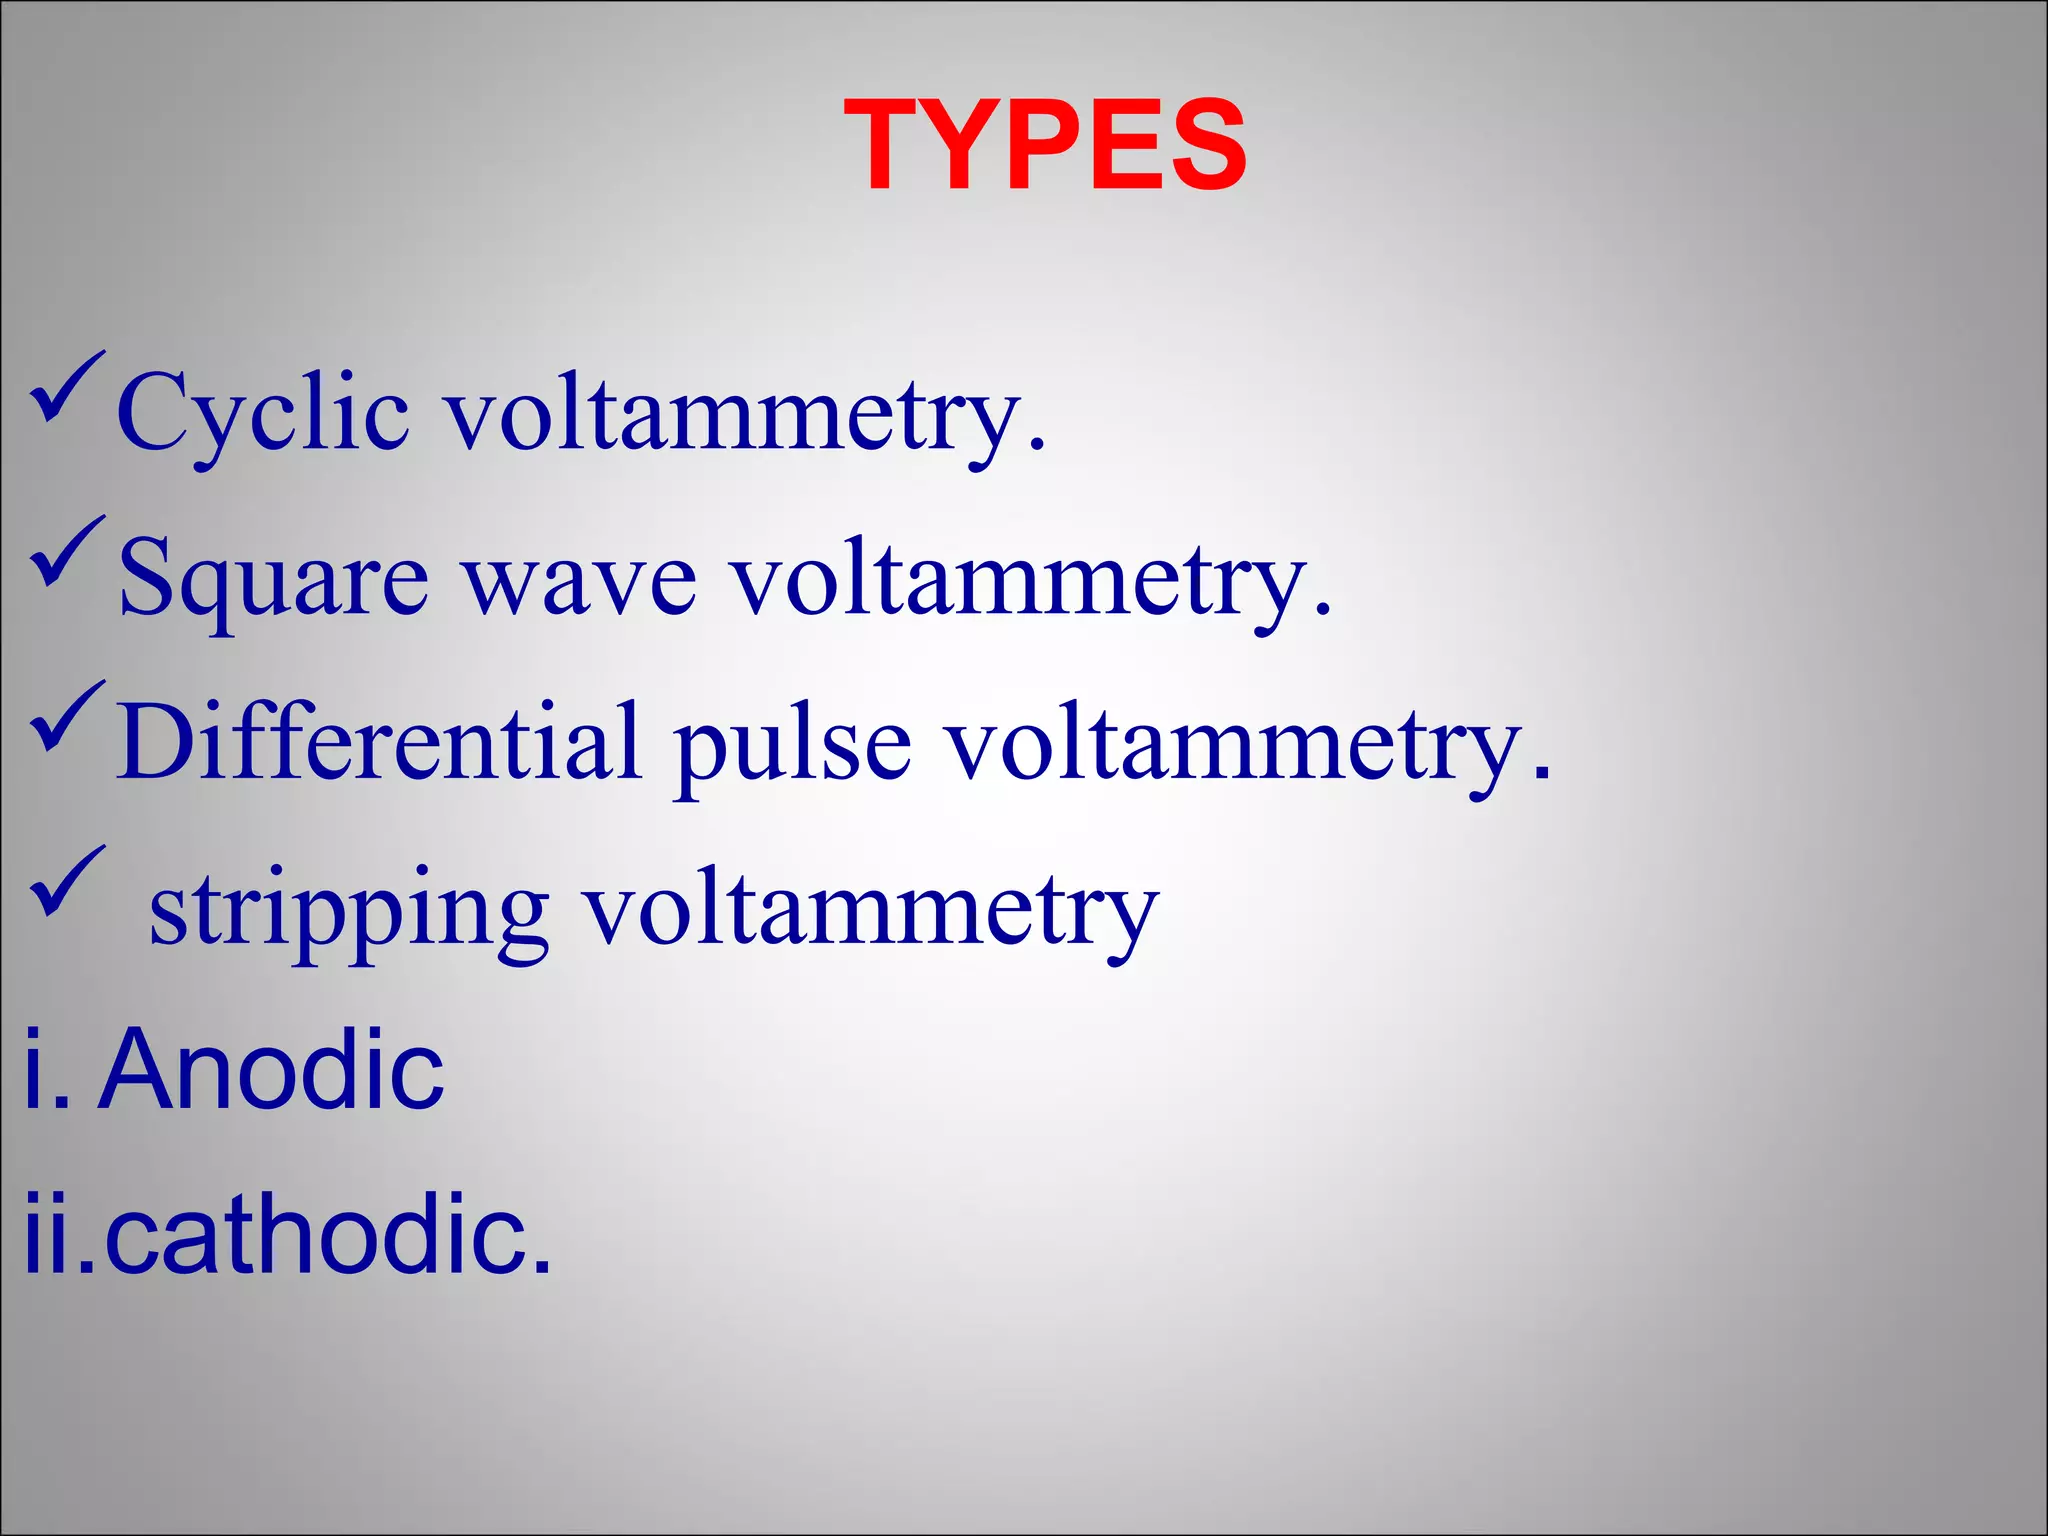 TYPES
✓Cyclic voltammetry.
✓Square wave voltammetry.
✓Differential pulse voltammetry.
✓ stripping voltammetry
i. Anodic
ii.cathodic.